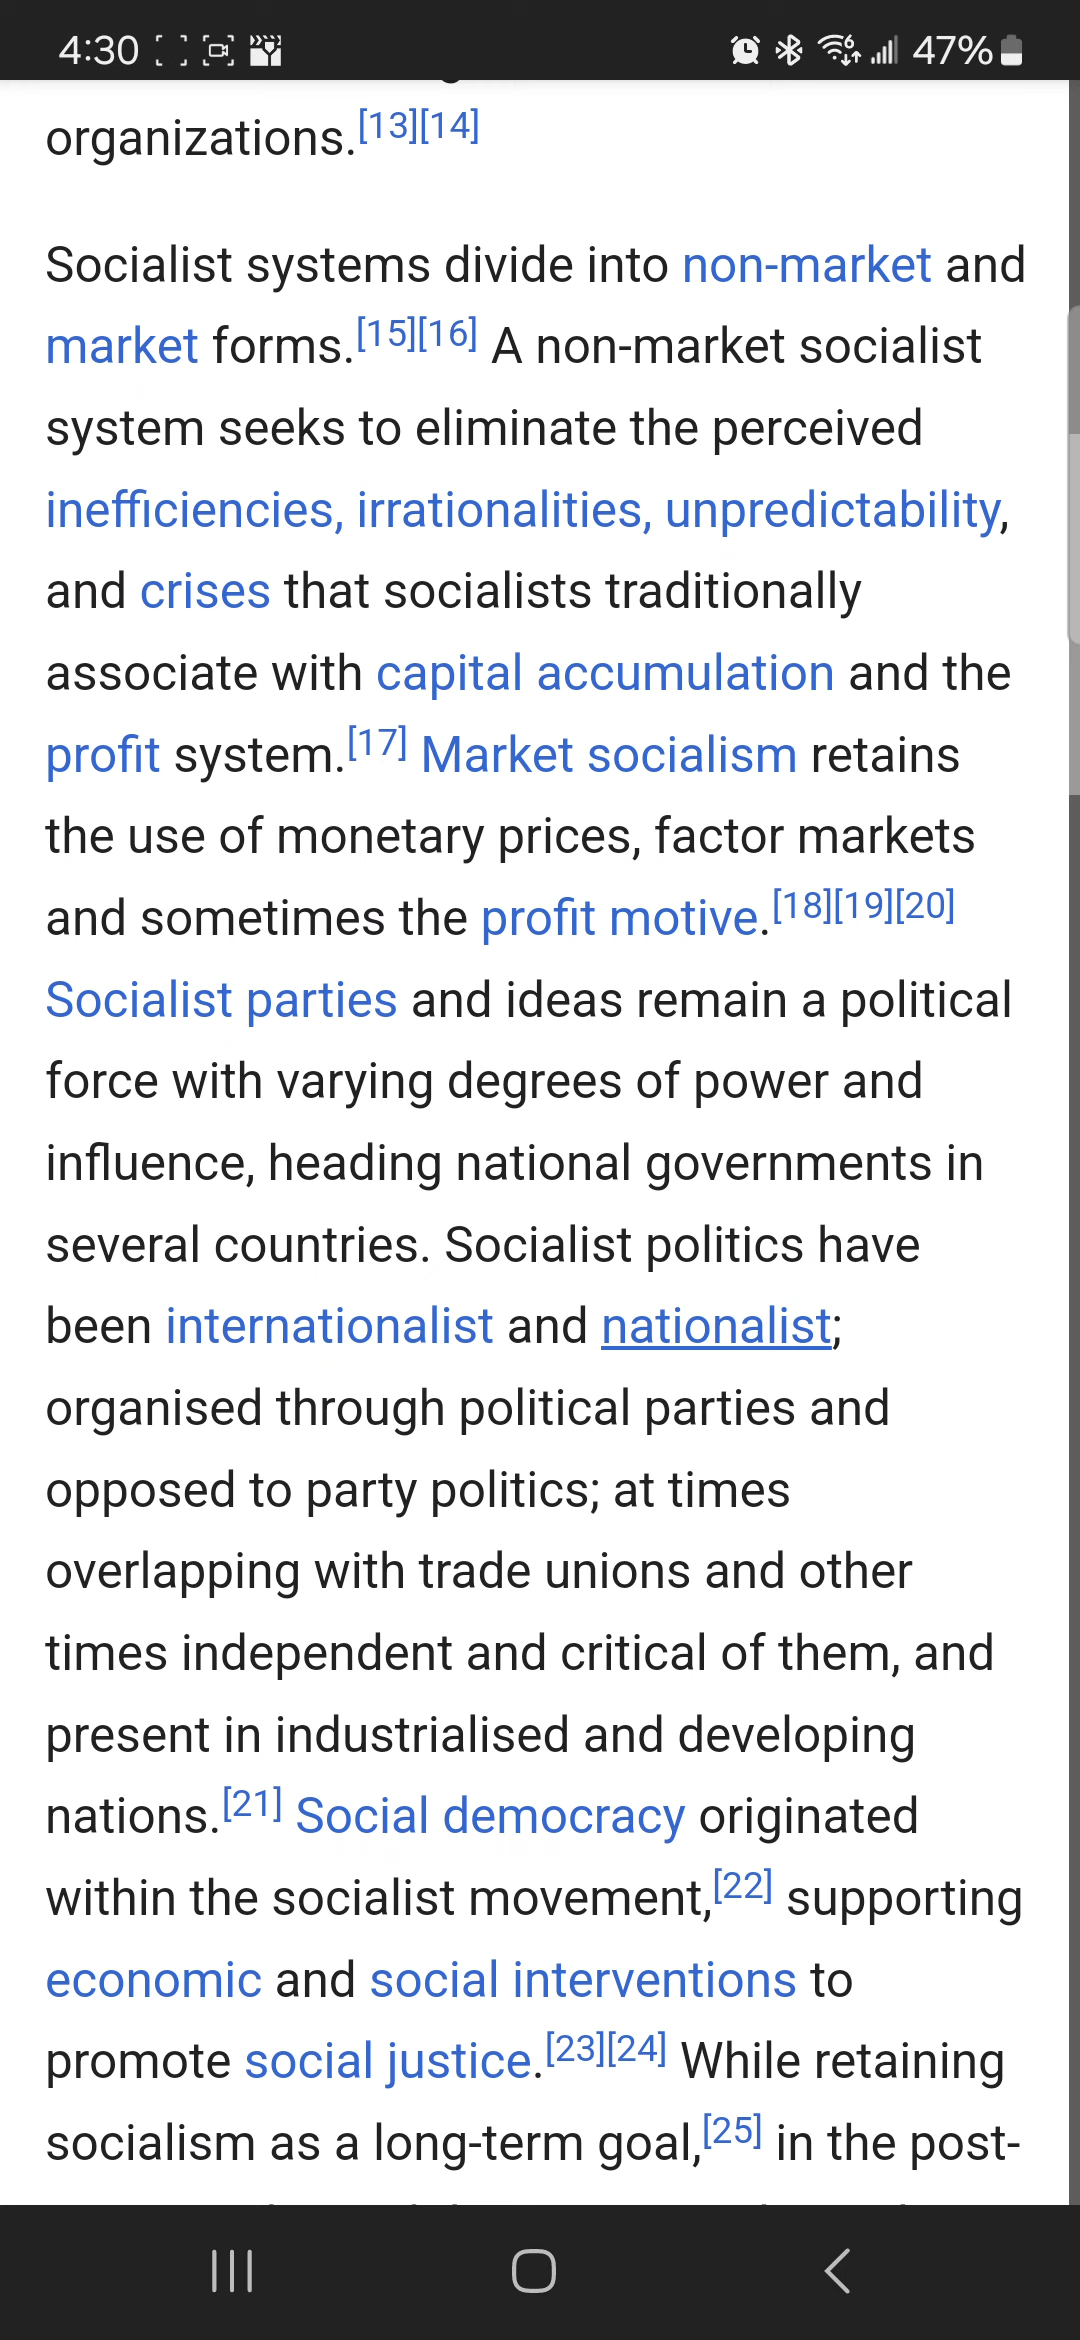 4:30
47%
organizations.[13][14]
Socialist systems divide into non-market and
market forms.[15][16] A non-market socialist
system seeks to eliminate the perceived
inefficiencies, irrationalities, unpredictability,
and crises that socialists traditionally
associate with capital accumulation and the
profit system.[17] Market socialism retains
the use of monetary prices, factor markets
and sometimes the profit motive.[18][19][20]
Socialist parties and ideas remain a political
force with varying degrees of power and
influence, heading national governments in
several countries. Socialist politics have
been internationalist and nationalist;
organised through political parties and
opposed to party politics; at times
overlapping with trade unions and other
times independent and critical of them, and
present in industrialised and developing
nations.[21] Social democracy originated
within the socialist movement,[22] supporting
economic and social interventions to
promote social justice.[23][24] While retaining
socialism as a long-term goal,[25] in the post-